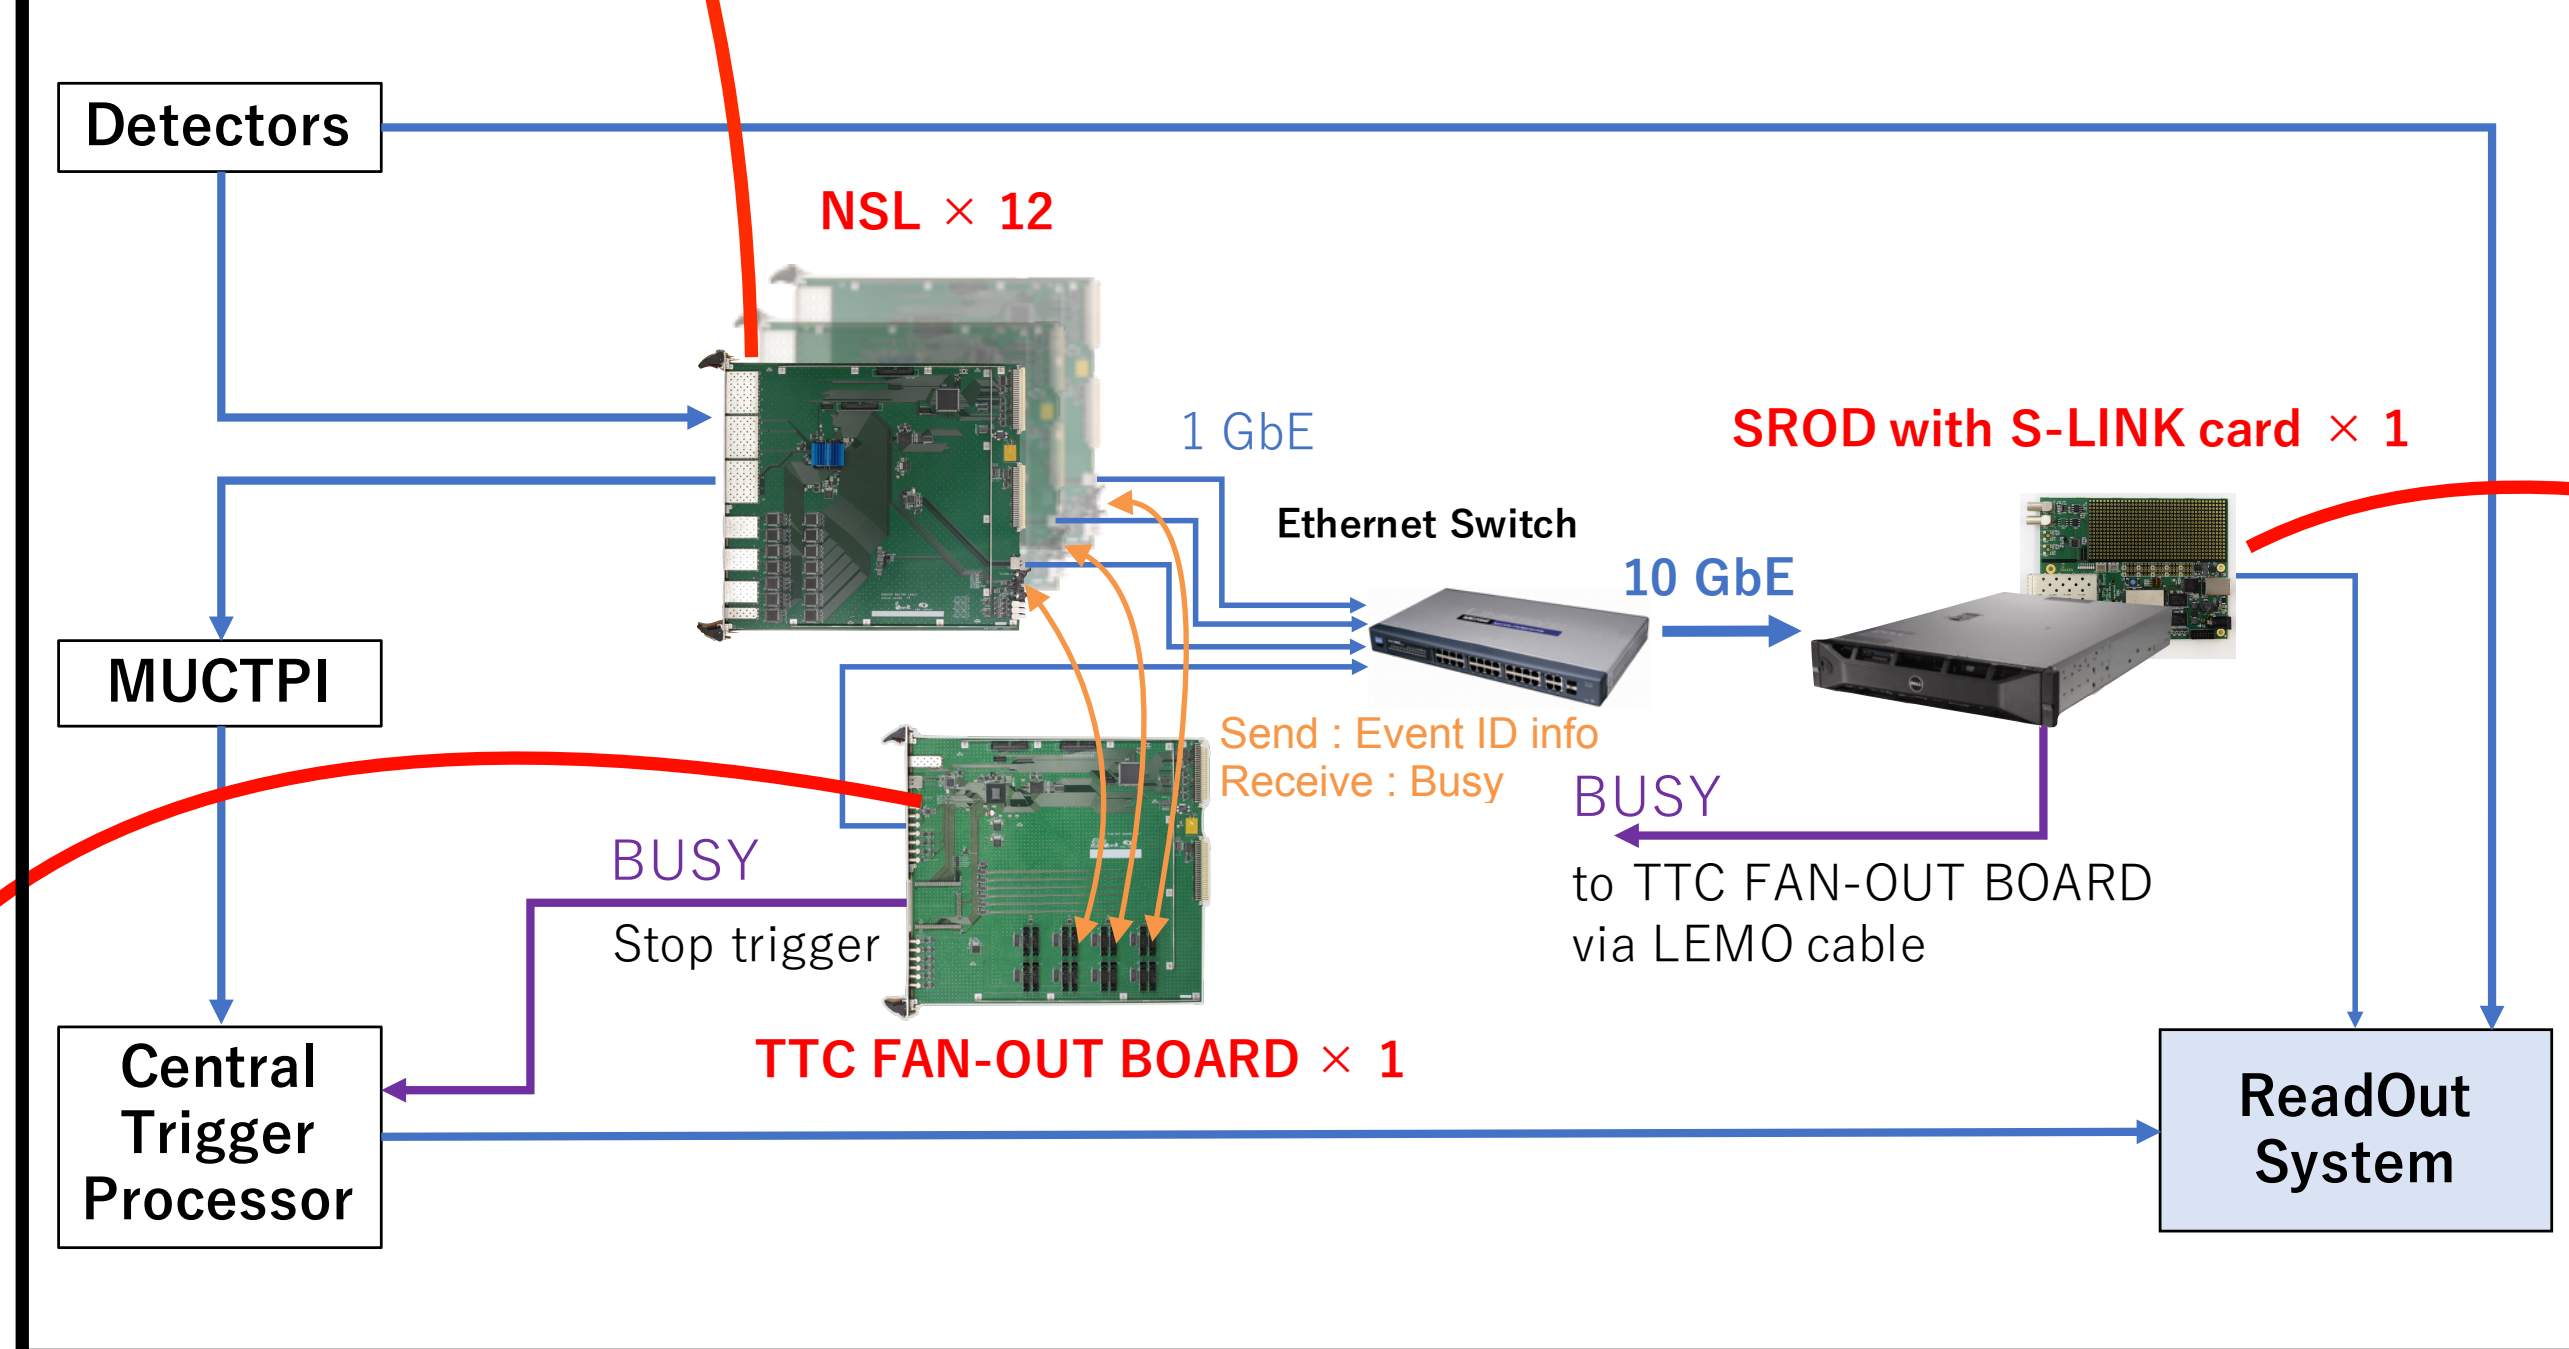 Detectors
NSL × 12
1 GbE
SROD with S-LINK card × 1
Ethernet Switch
10 GbE
MUCTPI
Send : Event ID info
Receive : Busy
BUSY
to TTC FAN-OUT BOARD
via LEMO cable
BUSY
Stop trigger
TTC FAN-OUT BOARD × 1
Central
Trigger
Processor
ReadOut
System